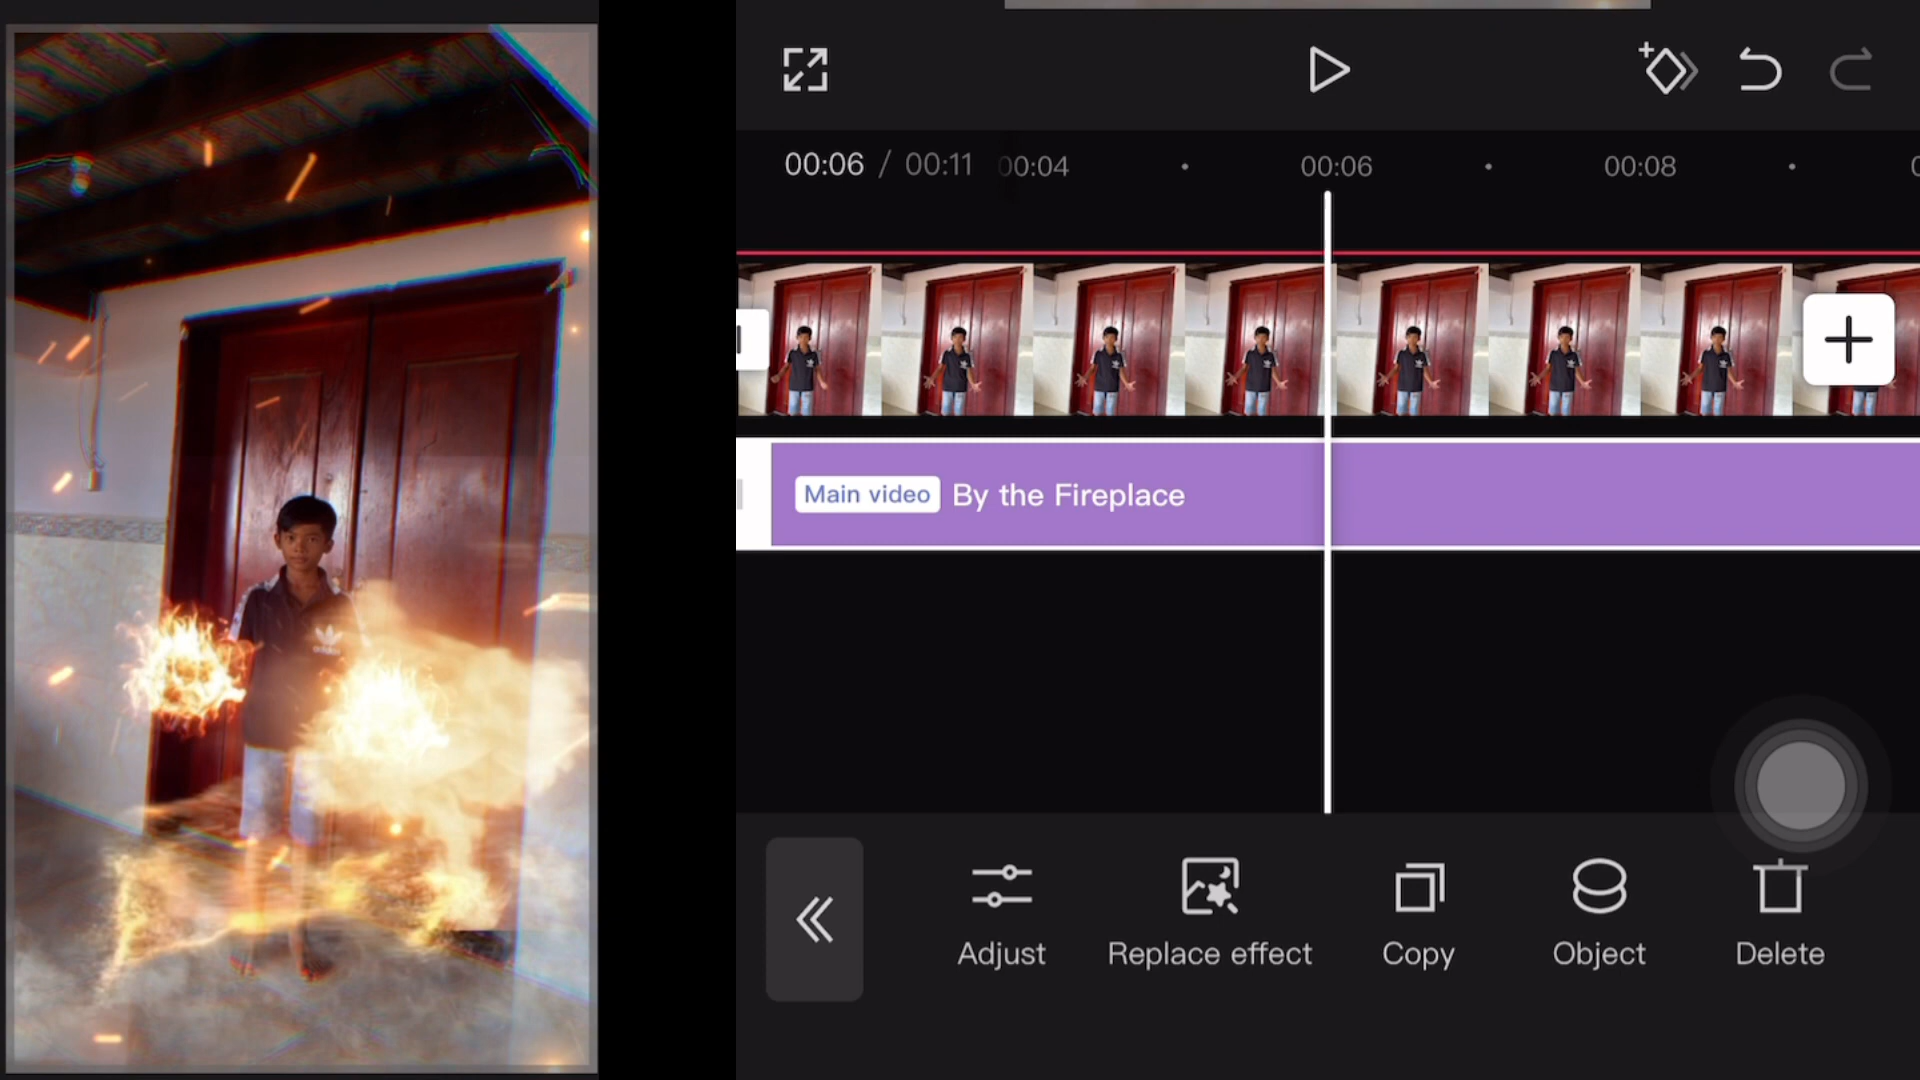 00:06 / 00:11
00:04
00:06
00:08
Main video
By the Fireplace
adidas
Adjust
Replace effect
Copy
Object
Delete